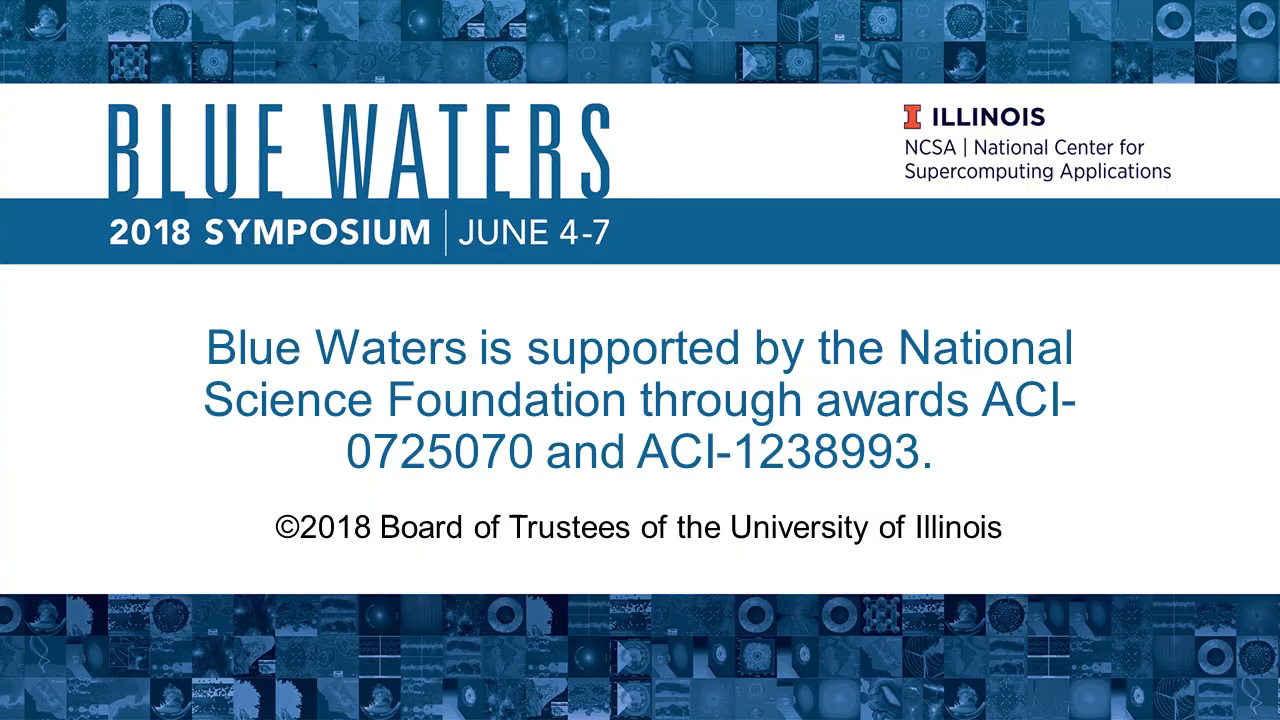 BLUE WATERS
2018 SYMPOSIUM | JUNE 4-7
ILLINOIS
NCSA | National Center for
Supercomputing Applications
Blue Waters is supported by the National
Science Foundation through awards ACI-
0725070 and ACI-1238993.
©2018 Board of Trustees of the University of Illinois